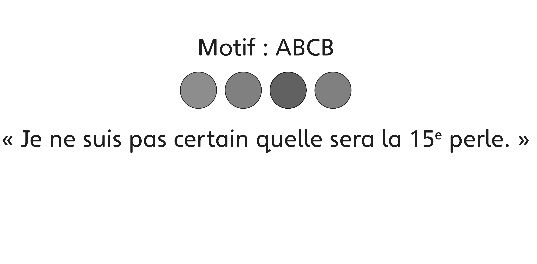 Motif : ABCB
« Je ne suis pas certain quelle sera la 15ᵉ perle. »